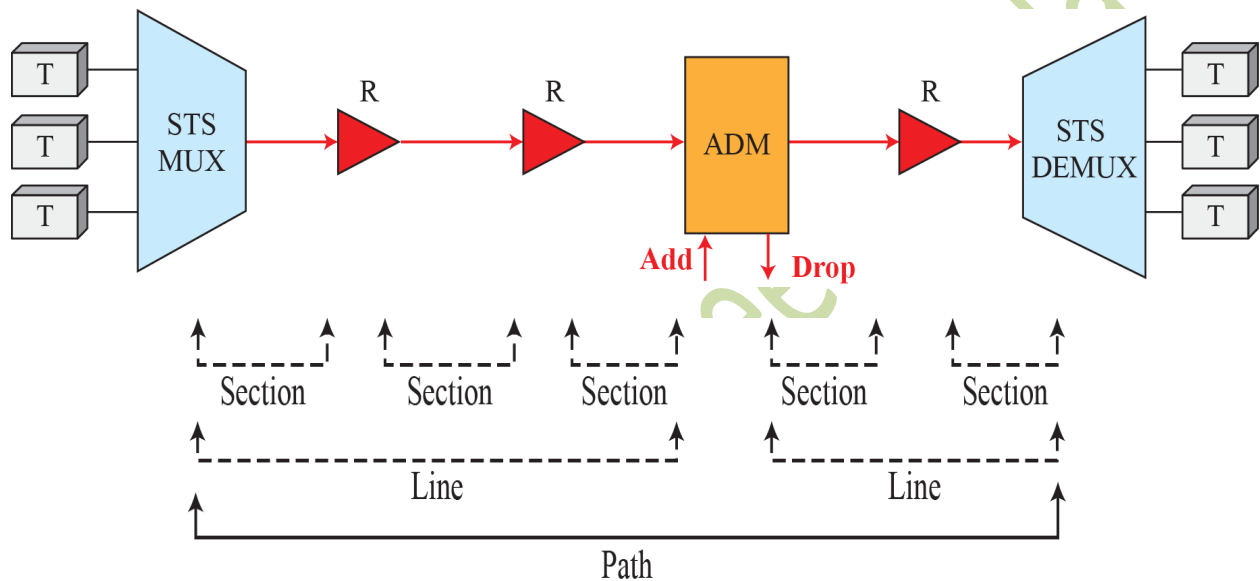 R
R
R
T
T
T
STS
MUX
ADM
STS
DEMUX
T
T
T
Add
Drop
Section
Section
Section
Section
Section
Line
Line
Path